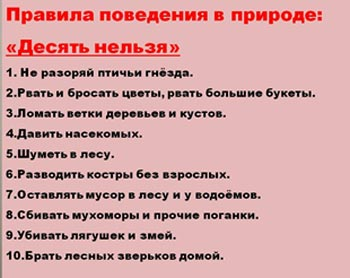 Правила поведения в природе:
«Десять нельзя»
1. Не разоряй птичьи гнёзда.
2.Рвать и бросать цветы, рвать большие букеты.
3.Ломать ветки деревьев и кустов.
4.Давить насекомых.
5.Шуметь в лесу.
6.Разводить костры без взрослых.
7.Оставлять мусор в лесу и у водоёмов.
8.Сбивать мухоморы и прочие поганки.
9.Убивать лягушек и змей.
10.Брать лесных зверьков домой.